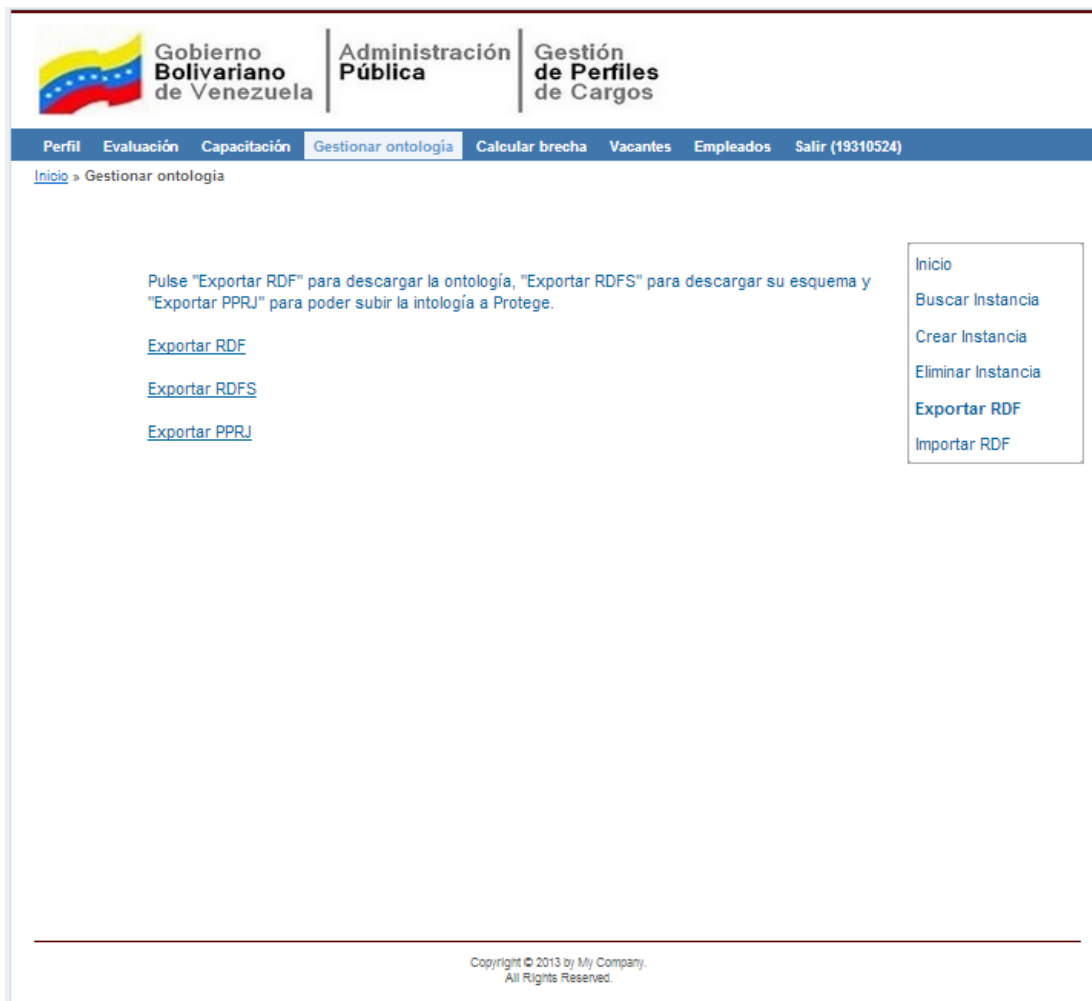 Gobierno
Bolivariano
de Venezuela
Administración
Pública
Gestión
de Perfiles
de Cargos
Perfil Evaluación Capacitación Gestionar ontología Calcular brecha Vacantes Empleados Salir (19310524)
Inicio » Gestionar ontologia
Pulse "Exportar RDF" para descargar la ontología, "Exportar RDFS" para descargar su esquema y
"Exportar PPRJ" para poder subir la intología a Protege.
Exportar RDF
Exportar RDFS
Exportar PPRJ
Inicio
Buscar Instancia
Crear Instancia
Eliminar Instancia
Exportar RDF
Importar RDF
Copyright © 2013 by My Company.
All Rights Reserved.